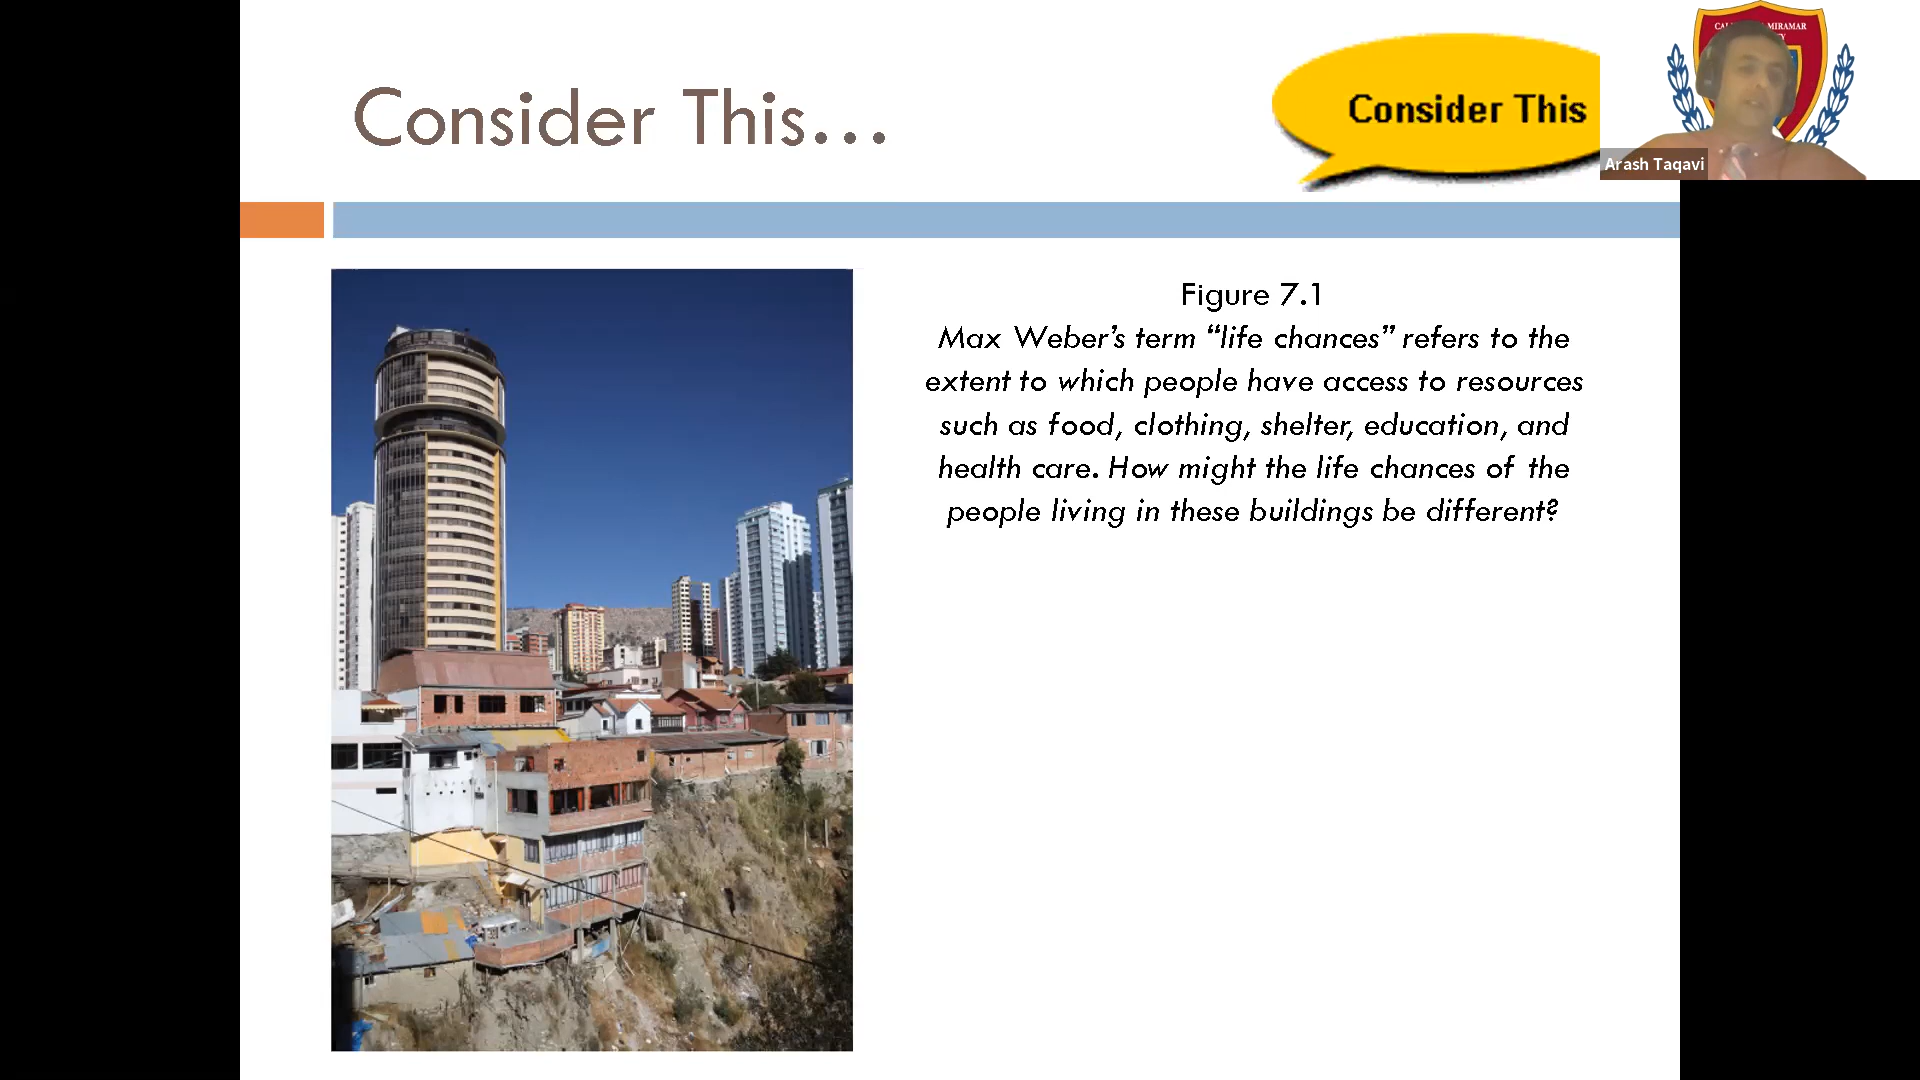 Consider This...
Consider This
CAL MIRAMAR
Arash Taqavi
Figure 7.1
Max Weber's term “life chances” refers to the
extent to which people have access to resources
such as food, clothing, shelter, education, and
health care. How might the life chances of the
people living in these buildings be different?